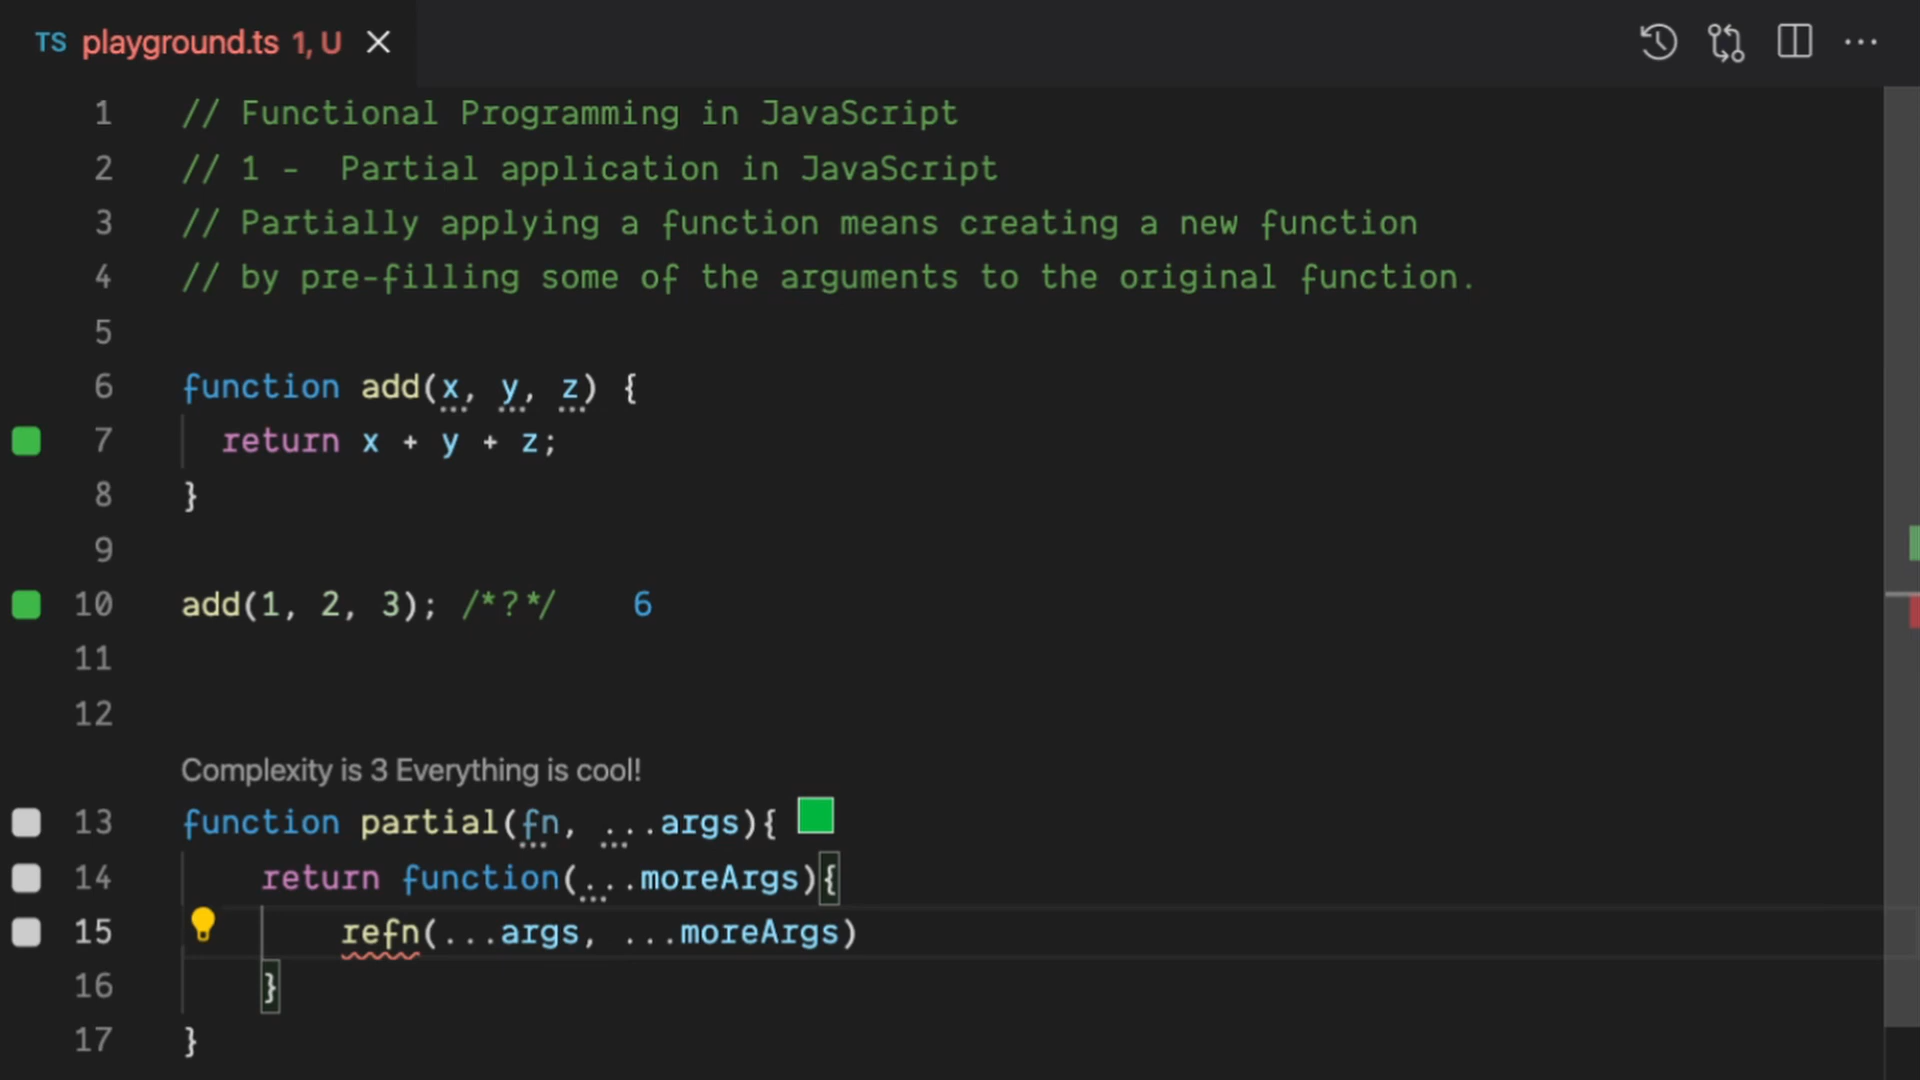 TS playground.ts 1, U
1 // Functional Programming in JavaScript
2 // 1 -  Partial application in JavaScript
3 // Partially applying a function means creating a new function
4 // by pre-filling some of the arguments to the original function.
5
6 function add(x, y, z) {
7   return x + y + z;
8 }
9
10 add(1, 2, 3); /*?*/ 6
11
12
Complexity is 3 Everything is cool!
13 function partial(fn, ...args){
14     return function(...moreArgs){
15         refn(...args, ...moreArgs)
16     }
17 }